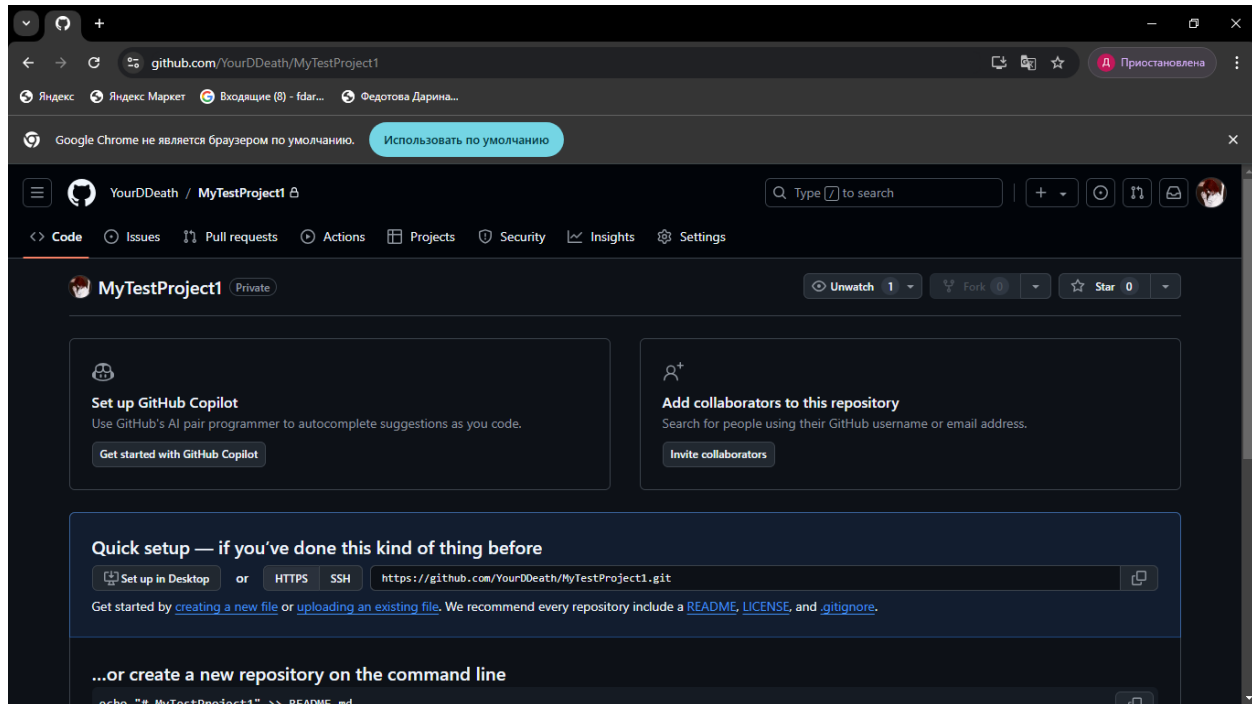 github.com/YourDDeath/MyTestProject1
Д Приостановлена
Яндекс Яндекс Маркет Входящие (8) - fdar... Федотова Дарина...
Google Chrome не является браузером по умолчанию. Использовать по умолчанию
YourDDeath / MyTestProject1 Type / to search
Code Issues Pull requests Actions Projects Security Insights Settings
MyTestProject1 Private Unwatch 1 Fork 0 Star 0
Set up GitHub Copilot
Use GitHub's AI pair programmer to autocomplete suggestions as you code.
Get started with GitHub Copilot
Add collaborators to this repository
Search for people using their GitHub username or email address.
Invite collaborators
Quick setup — if you've done this kind of thing before
Set up in Desktop or HTTPS SSH https://github.com/YourDDeath/MyTestProject1.git
Get started by creating a new file or uploading an existing file. We recommend every repository include a README, LICENSE, and .gitignore.
...or create a new repository on the command line
echo "# MyTestProject1" >> README.md